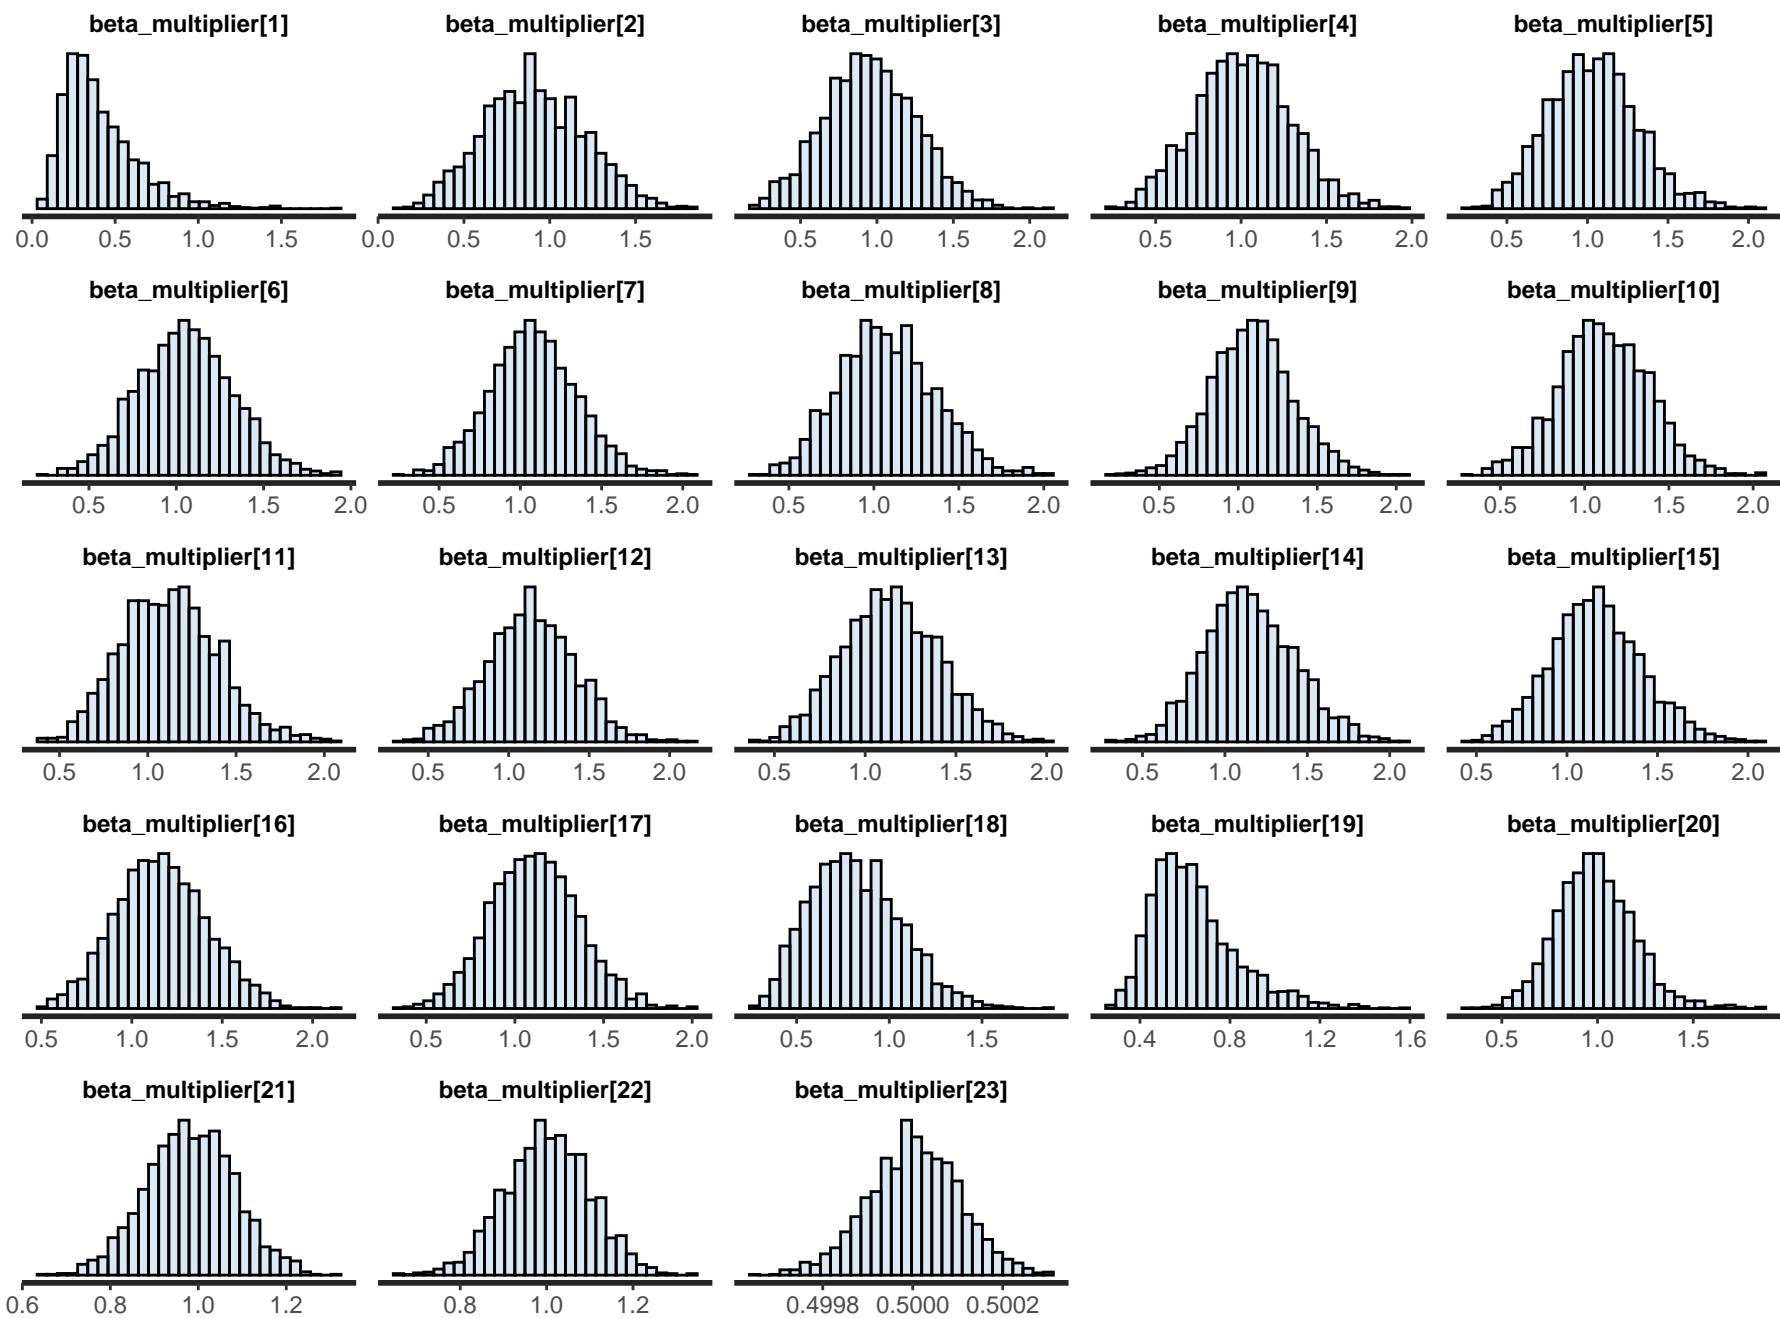 beta_multiplier[1] beta_multiplier[2] beta_multiplier[3] beta_multiplier[4] beta_multiplier[5]
0.0 0.5 1.0 1.5 0.0 0.5 1.0 1.5 0.5 1.0 1.5 2.0 0.5 1.0 1.5 2.0 0.5 1.0 1.5 2.0
beta_multiplier[6] beta_multiplier[7] beta_multiplier[8] beta_multiplier[9] beta_multiplier[10]
0.5 1.0 1.5 2.0 0.5 1.0 1.5 2.0 0.5 1.0 1.5 2.0 0.5 1.0 1.5 2.0 0.5 1.0 1.5 2.0
beta_multiplier[11] beta_multiplier[12] beta_multiplier[13] beta_multiplier[14] beta_multiplier[15]
0.5 1.0 1.5 2.0 0.5 1.0 1.5 2.0 0.5 1.0 1.5 2.0 0.5 1.0 1.5 2.0 0.5 1.0 1.5 2.0
beta_multiplier[16] beta_multiplier[17] beta_multiplier[18] beta_multiplier[19] beta_multiplier[20]
0.5 1.0 1.5 2.0 0.5 1.0 1.5 2.0 0.5 1.0 1.5 0.4 0.8 1.2 1.6 0.5 1.0 1.5
beta_multiplier[21] beta_multiplier[22] beta_multiplier[23]
0.6 0.8 1.0 1.2 0.8 1.0 1.2 0.4998 0.5000 0.5002